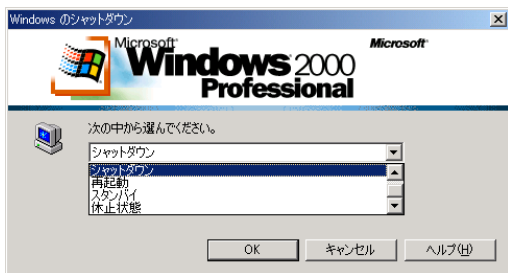 Windows のシャットダウン
Microsoft
Microsoft
Windows 2000
Professional
次の中から選んでください。
シャットダウン
シャットダウン
再起動
スタンバイ
休止状態
OK
キャンセル
ヘルプ(H)